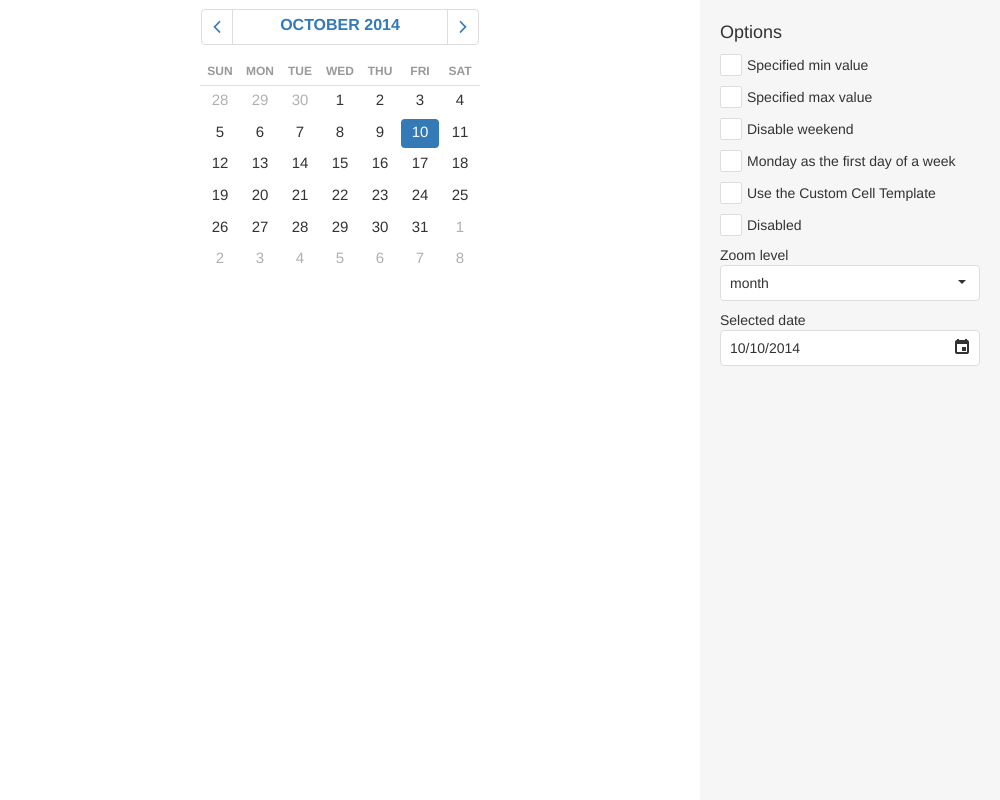 OCTOBER 2014
SUN MON TUE WED THU FRI SAT
28 29 30 1 2 3 4
5 6 7 8 9 10 11
12 13 14 15 16 17 18
19 20 21 22 23 24 25
26 27 28 29 30 31 1
2 3 4 5 6 7 8
Options
Specified min value
Specified max value
Disable weekend
Monday as the first day of a week
Use the Custom Cell Template
Disabled
Zoom level
month
Selected date
10/10/2014